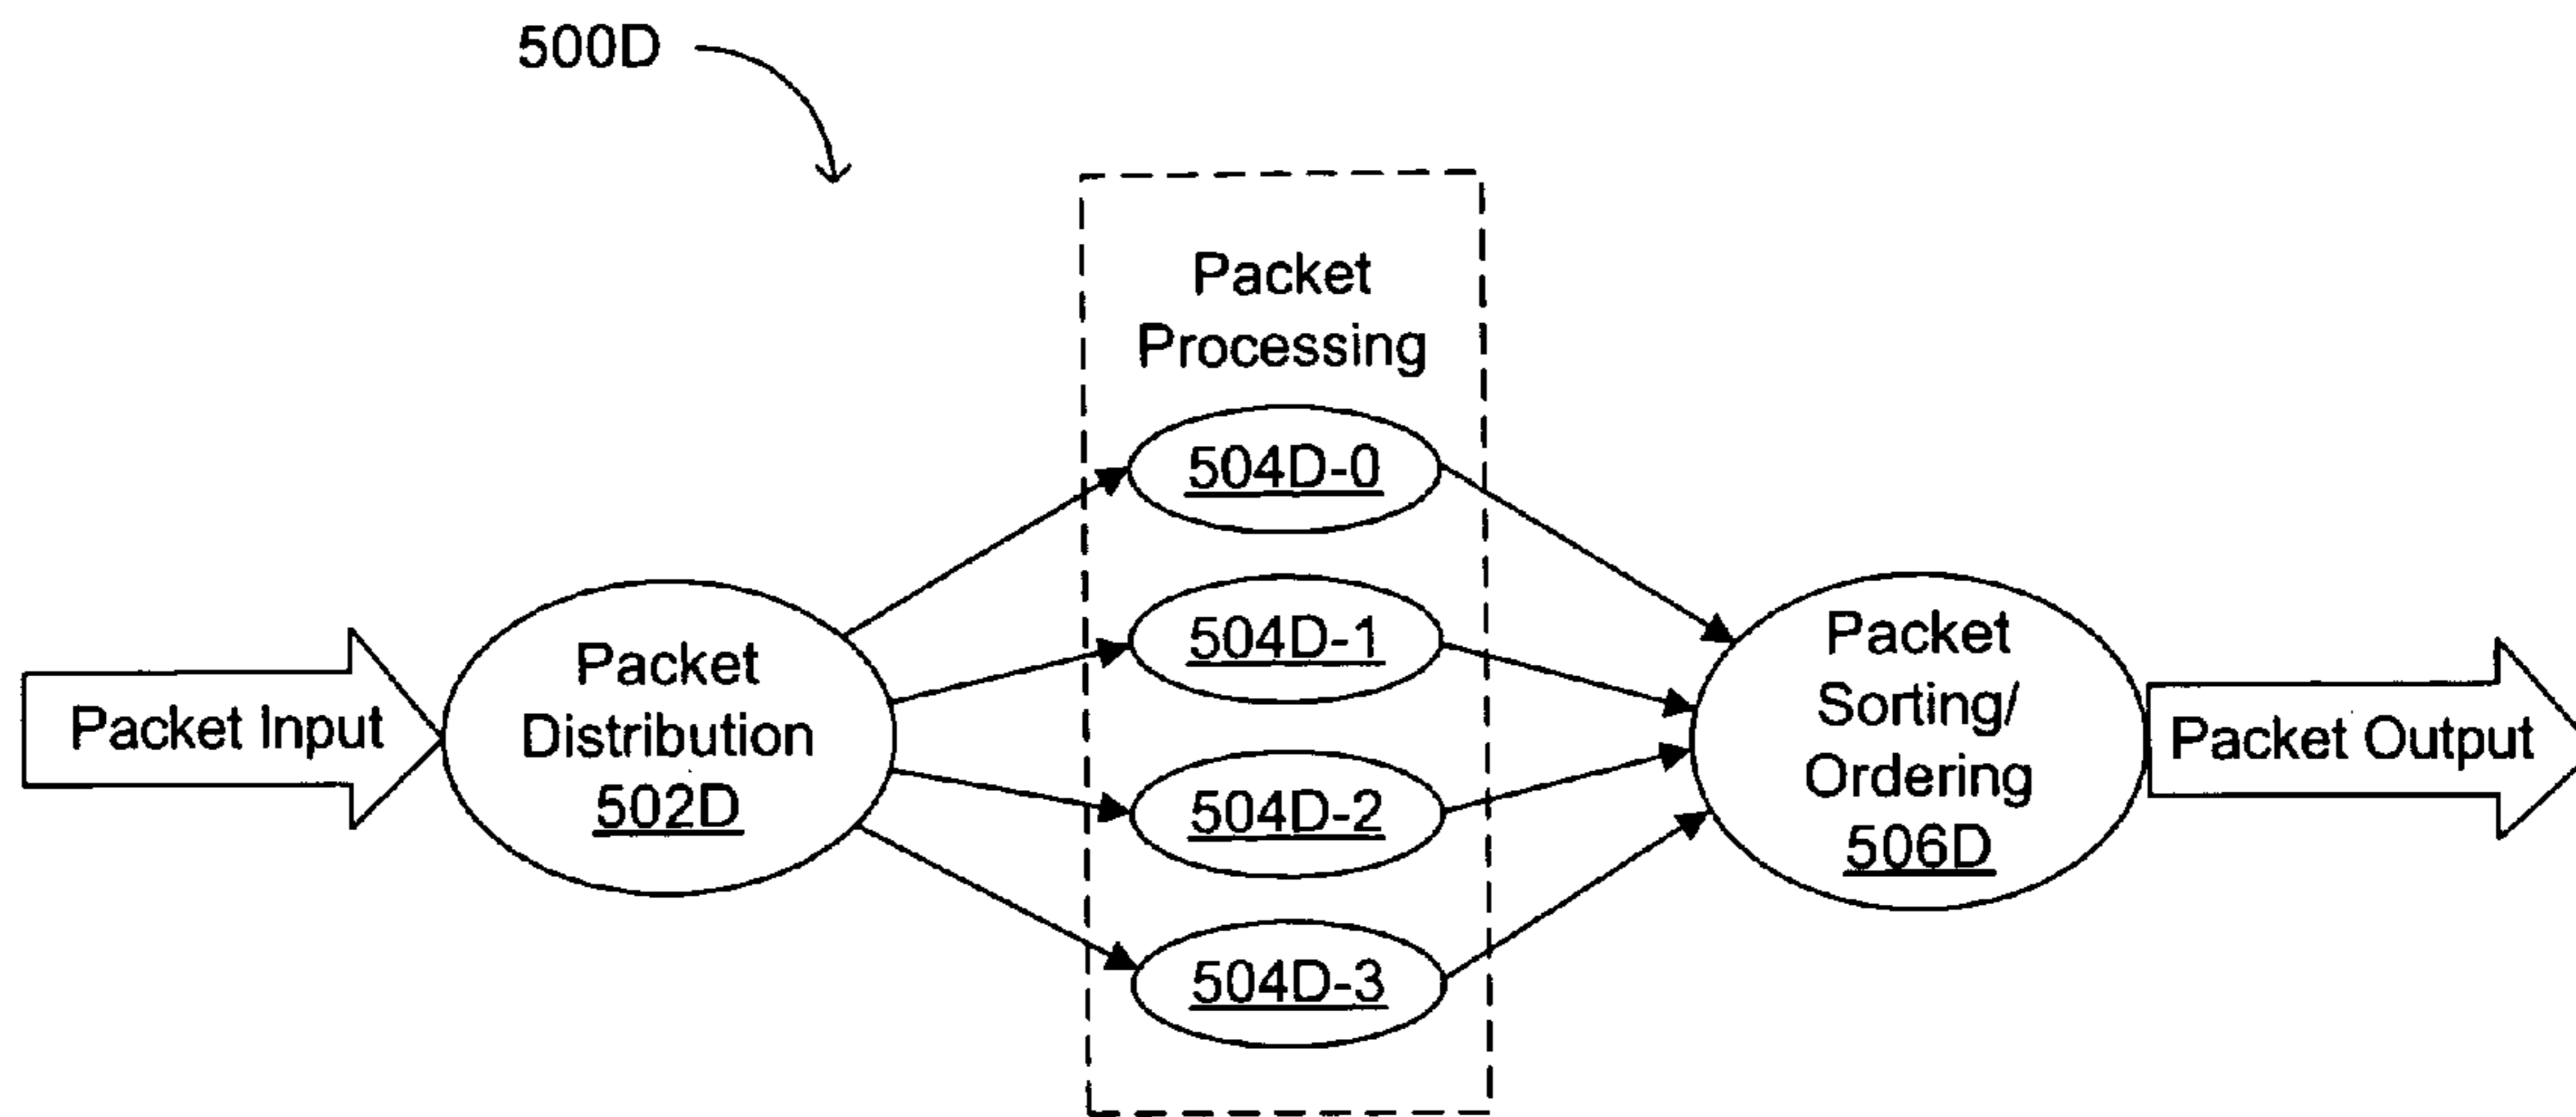 500D
Packet
Processing
504D-0
504D-1
504D-2
504D-3
Packet Input
Packet
Distribution
502D
Packet
Sorting/
Ordering
506D
Packet Output